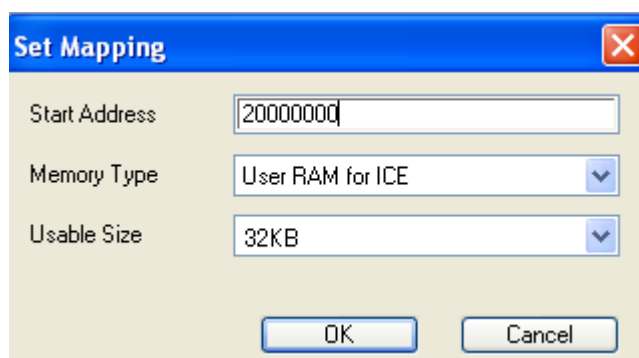 Set Mapping
Start Address 20000000
Memory Type User RAM for ICE
Usable Size 32KB
OK Cancel